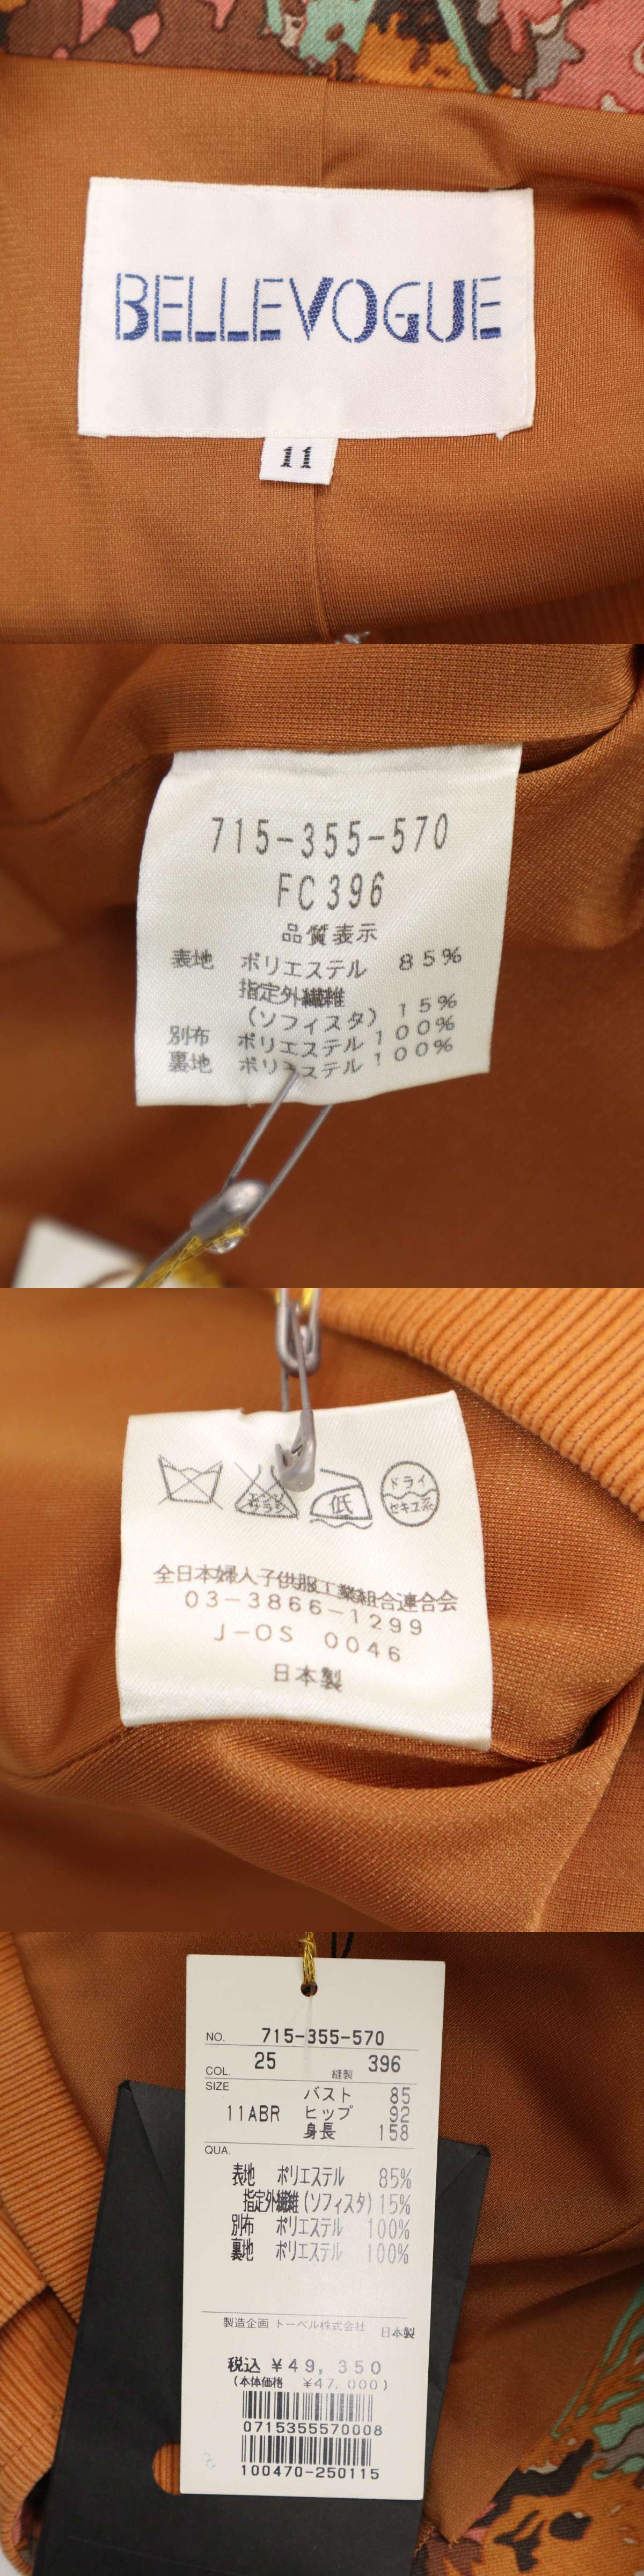 BELLEVOGUE
11
715-355-570
FC396
品質表示
表地 ポリエステル 85%
指定外繊維
(ソフィスタ) 15%
別布 ポリエステル 100%
裏地 ポリエステル 100%
エンソ
サラシ
低
ドライ
セキユ系
全日本婦人子供服工業組合連合会
03-3866-1299
J-OS 0046
日本製
NO. 715-355-570
COL. 25 縫製 396
SIZE
11ABR
バスト 85
ヒップ 92
身長 158
QUA.
表地 ポリエステル 85%
指定外繊維(ソフィスタ) 15%
別布 ポリエステル 100%
裏地 ポリエステル 100%
製造企画 トーベル株式会社 日本製
税込 ¥49,350
(本体価格 ¥47,000)
0715355570008
100470-250115